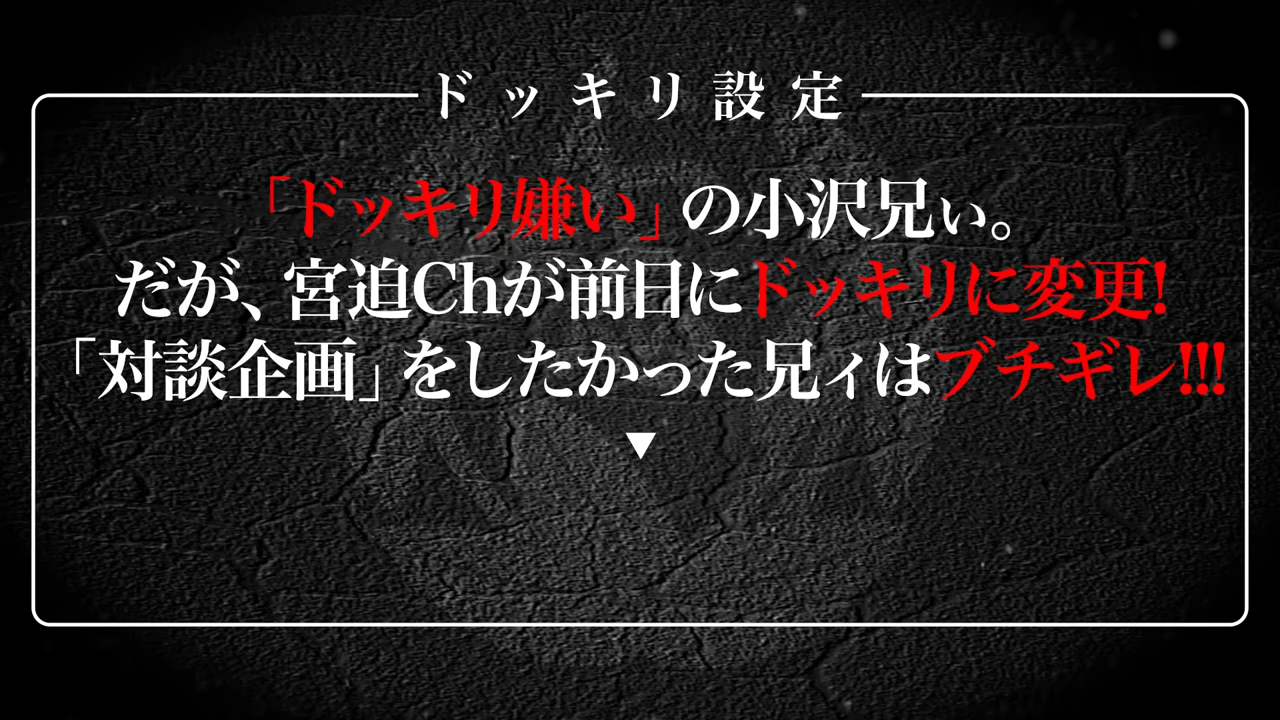 ドッキリ設定
「ドッキリ嫌い」の小沢兄ぃ。
だが、宮迫Chが前日にドッキリに変更!
「対談企画」をしたかった兄ィはブチギレ!!!
▼